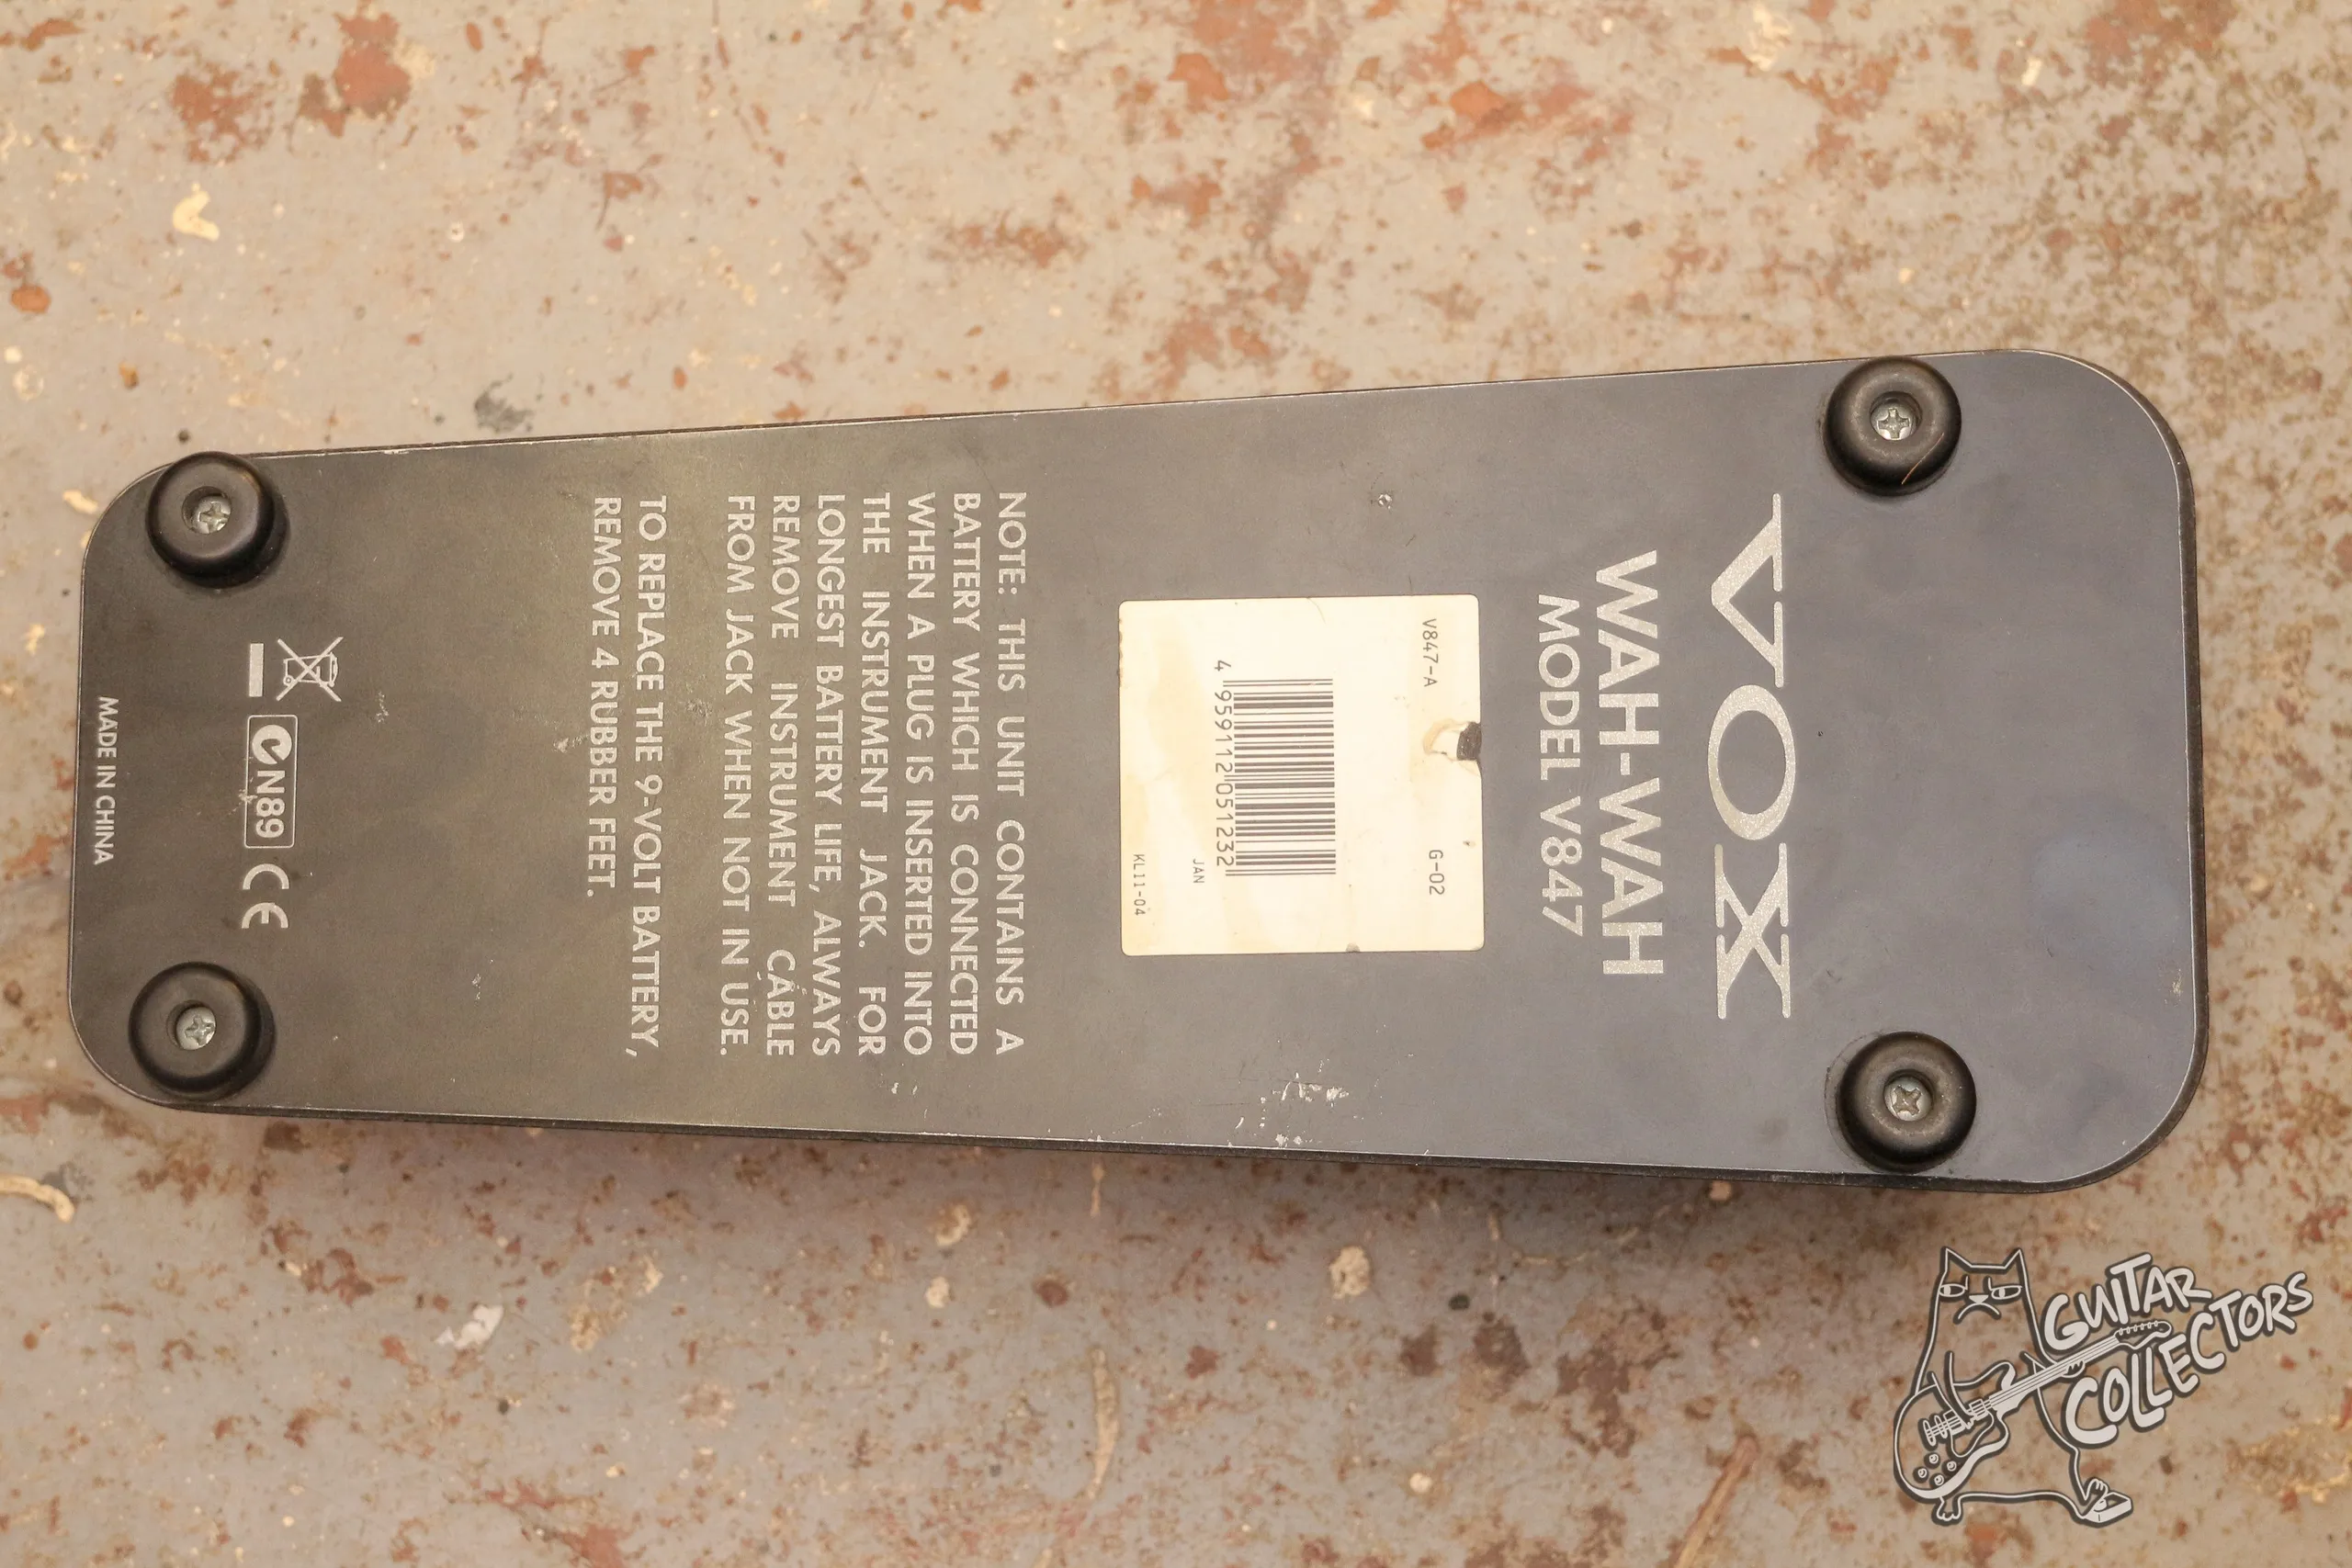 VOX
WAH-WAH
MODEL V847
V847-A G-02
4 959112 051232
JAN
KL11-04
NOTE: THIS UNIT CONTAINS A
BATTERY WHICH IS CONNECTED
WHEN A PLUG IS INSERTED INTO
THE INSTRUMENT JACK. FOR
LONGEST BATTERY LIFE, ALWAYS
REMOVE INSTRUMENT CABLE
FROM JACK WHEN NOT IN USE.
TO REPLACE THE 9-VOLT BATTERY,
REMOVE 4 RUBBER FEET.
N89 CE
MADE IN CHINA
GUITAR
COLLECTORS